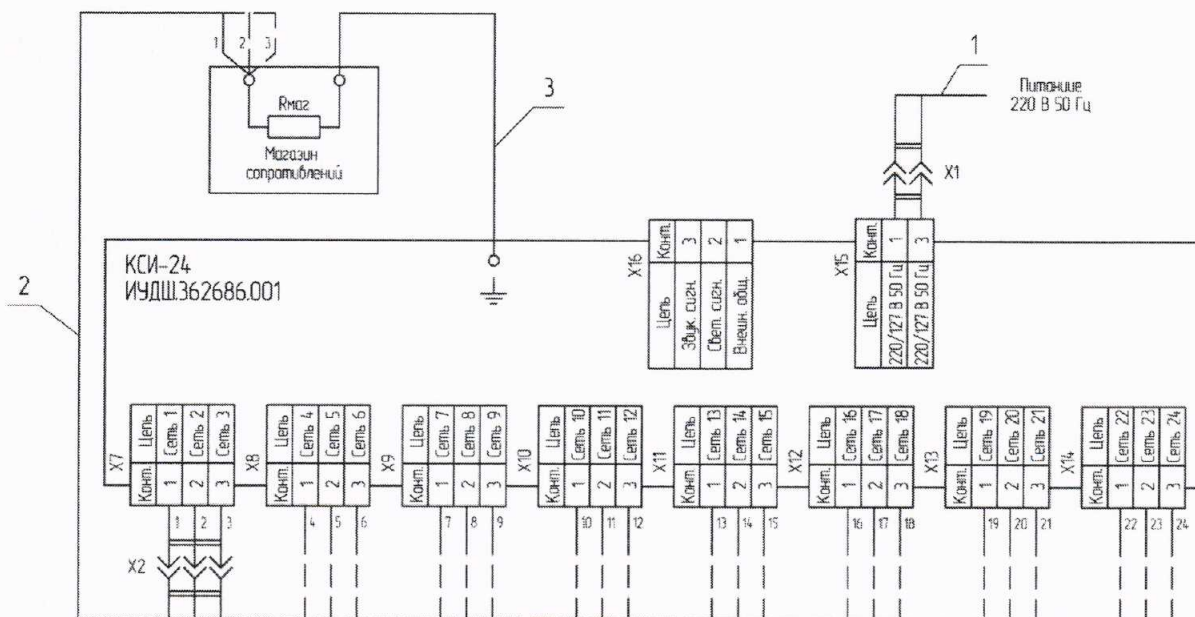 1 2 3
Rмаг
Магазин
сопротивлений
3
1
Питание
220 В 50 Гц
X1
2
КСИ-24
ИУДШ.362686.001
X16
Конт. 3 2 1
Цепь Звук. сигн. Свет. сигн. Внешн. общ.
X15
Конт. 1 3
Цепь 220/127 В 50 Гц 220/127 В 50 Гц
X7
Цепь Сеть 1 Сеть 2 Сеть 3
Конт. 1 2 3
X8
Цепь Сеть 4 Сеть 5 Сеть 6
Конт. 1 2 3
X9
Цепь Сеть 7 Сеть 8 Сеть 9
Конт. 1 2 3
X10
Цепь Сеть 10 Сеть 11 Сеть 12
Конт. 1 2 3
X11
Цепь Сеть 13 Сеть 14 Сеть 15
Конт. 1 2 3
X12
Цепь Сеть 16 Сеть 17 Сеть 18
Конт. 1 2 3
X13
Цепь Сеть 19 Сеть 20 Сеть 21
Конт. 1 2 3
X14
Цепь Сеть 22 Сеть 23 Сеть 24
Конт. 1 2 3
1 2 3 4 5 6 7 8 9 10 11 12 13 14 15 16 17 18 19 20 21 22 23 24
X2